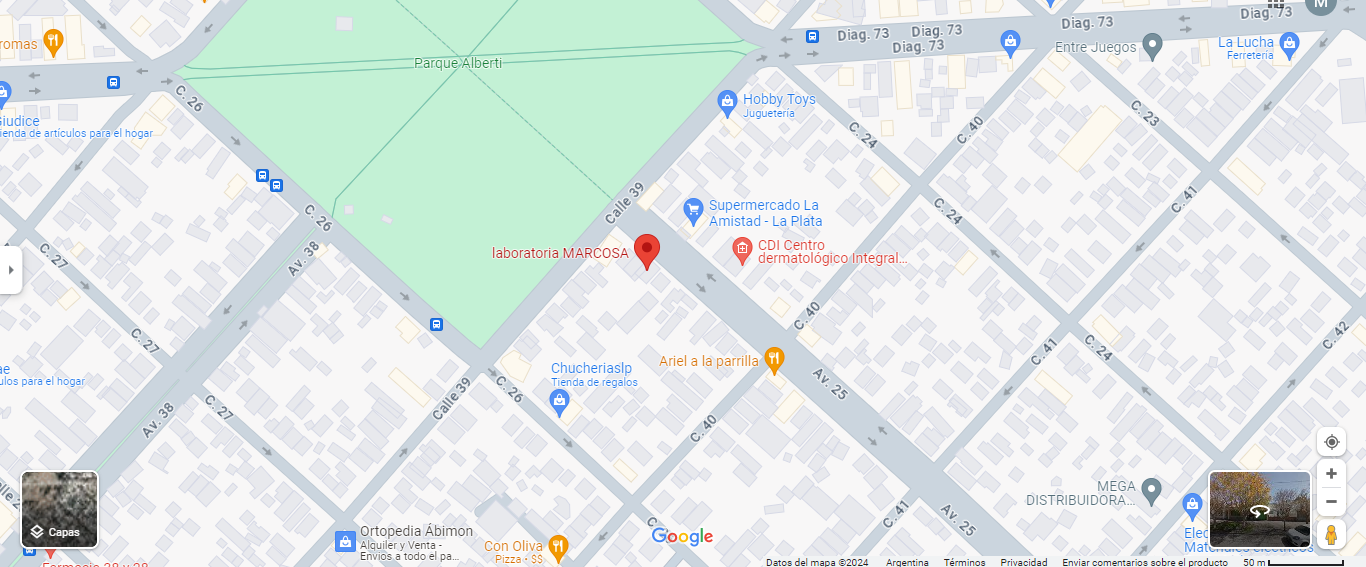 M
Diag. 73
Diag. 73
Diag. 73
Diag. 73
Diag. 73
romas
Parque Alberti
Entre Juegos
La Lucha
Ferretería
C. 26
Hobby Toys
Juguetería
Giudice
ienda de artículos para el hogar
C. 24
C. 40
C. 23
Calle 39
C. 41
Supermercado La
Amistad - La Plata
C. 24
C. 26
laboratoria MARCOSA
CDI Centro
dermatológico Integral...
Av. 38
C. 27
C. 40
C. 42
C. 27
C. 41
C. 24
Ariel a la parrilla
Chucheriaslp
Tienda de regalos
ulos para el hogar
Av. 25
C. 26
Calle 39
C. 27
Av. 38
C. 40
MEGA
DISTRIBUIDORA...
C. 41
Av. 25
Capas
Ortopedia Ábimon
Alquiler y Venta -
Envíos a todo el pa...
Con Oliva
Pizza · $$
Google
Datos del mapa ©2024
Argentina
Términos
Privacidad
Enviar comentarios sobre el producto
50 m